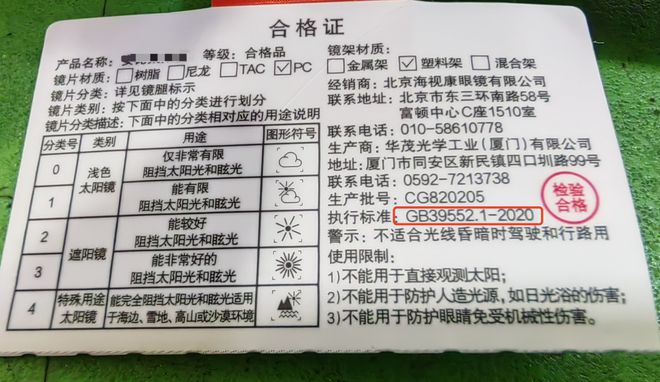 合格证
产品名称: 等级: 合格品
镜片材质: 树脂 尼龙 TAC PC
镜片分类: 详见镜腿标示
镜片类别: 按下面中的分类进行划分
镜片分类描述: 下面中的分类相对应的用途说明
分类号 类别 用途 图形符号
0 浅色太阳镜 仅非常有限
阻挡太阳光和眩光
1 能有限
阻挡太阳光和眩光
2 遮阳镜 能较好
阻挡太阳光和眩光
3 能非常好的
阻挡太阳光和眩光
4 特殊用途 能完全阻挡太阳光和眩光适用
太阳镜 于海边、雪地、高山或沙漠环境
镜架材质:
金属架 塑料架 混合架
经销商: 北京海视康眼镜有限公司
联系地址: 北京市东三环南路58号
富顿中心C座1510室
联系电话: 010-58610778
生产商: 华茂光学工业(厦门)有限公司
地址: 厦门市同安区新民镇四口圳路99号
联系电话: 0592-7213738
生产批号: CG820205
执行标准: GB39552.1-2020
检验
合格
警示: 不适合光线昏暗时驾驶和行路用
使用限制:
1)不能用于直接观测太阳;
2)不能用于防护人造光源, 如日光浴的伤害;
3)不能用于防护眼睛免受机械性伤害。